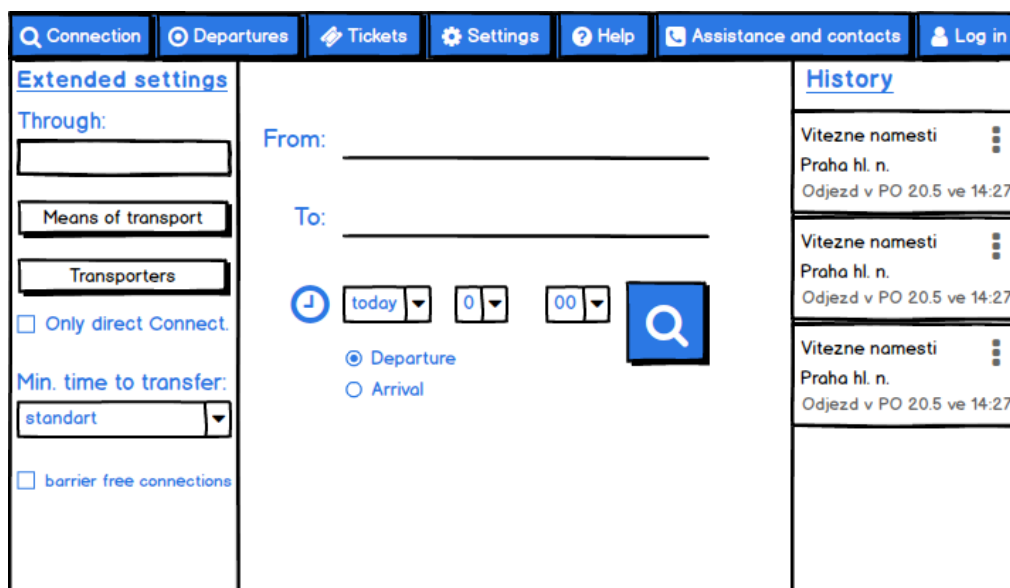 Connection Departures Tickets Settings Help Assistance and contacts Log in
Extended settings
Through:
Means of transport
Transporters
Only direct Connect.
Min. time to transfer:
standart
barrier free connections
From:
To:
today 0 00
Departure
Arrival
History
Vitezne namesti
Praha hl. n.
Odjezd v PO 20.5 ve 14:27
Vitezne namesti
Praha hl. n.
Odjezd v PO 20.5 ve 14:27
Vitezne namesti
Praha hl. n.
Odjezd v PO 20.5 ve 14:27